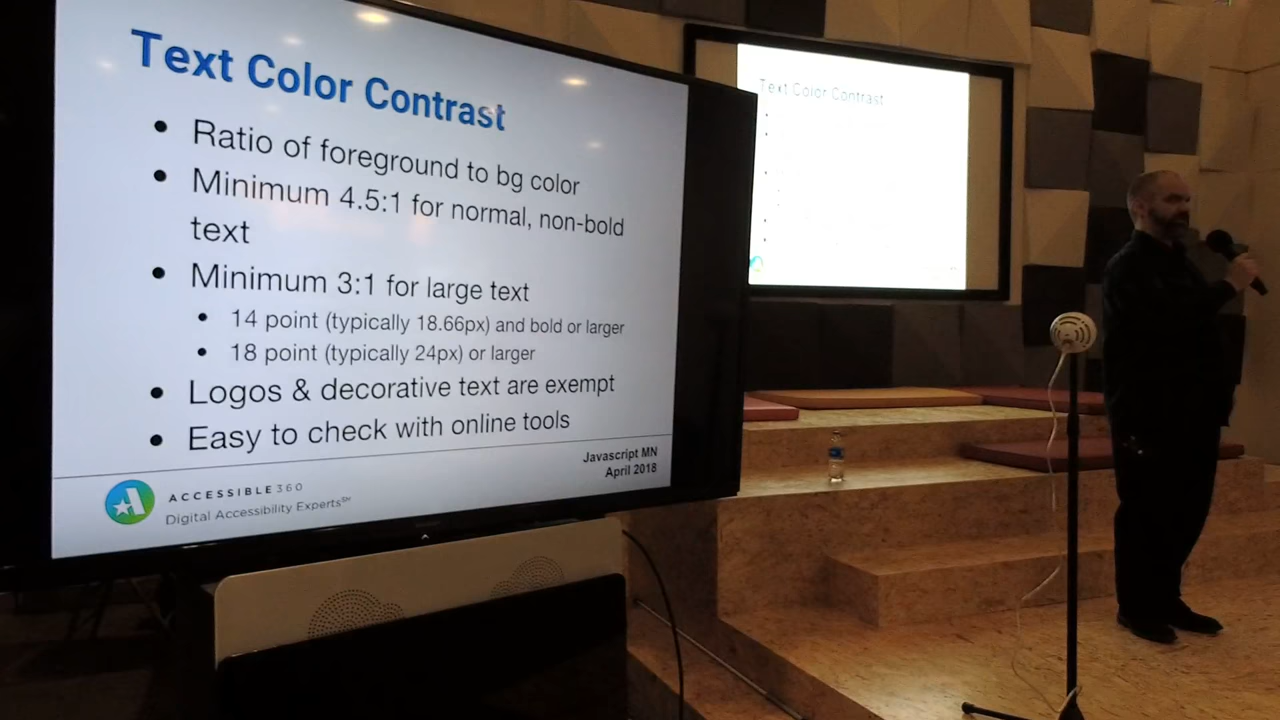 Text Color Contrast
• Ratio of foreground to bg color
• Minimum 4.5:1 for normal, non-bold
text
• Minimum 3:1 for large text
• 14 point (typically 18.66px) and bold or larger
• 18 point (typically 24px) or larger
• Logos & decorative text are exempt
• Easy to check with online tools
Javascript MN
April 2018
ACCESSIBLE360
Digital Accessibility Experts℠
Text Color Contrast